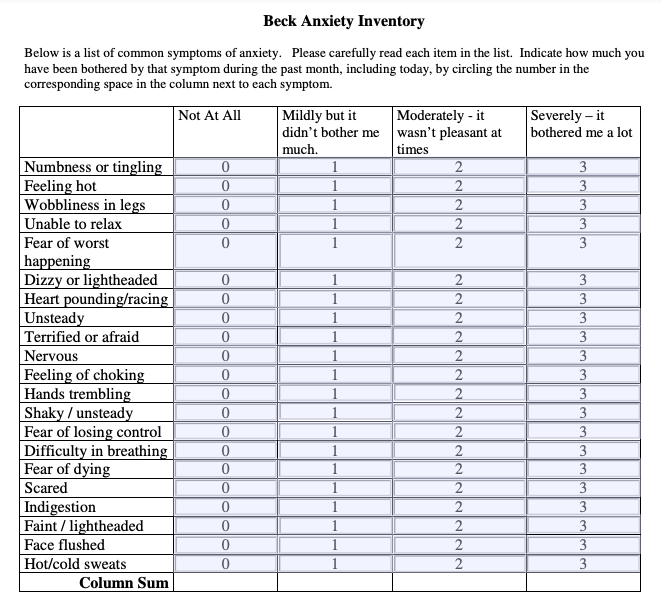 Beck Anxiety Inventory
Below is a list of common symptoms of anxiety. Please carefully read each item in the list. Indicate how much you
have been bothered by that symptom during the past month, including today, by circling the number in the
corresponding space in the column next to each symptom.
Not At All Mildly but it didn't bother me much. Moderately - it wasn't pleasant at times Severely – it bothered me a lot
Numbness or tingling 0 1 2 3
Feeling hot 0 1 2 3
Wobbliness in legs 0 1 2 3
Unable to relax 0 1 2 3
Fear of worst happening 0 1 2 3
Dizzy or lightheaded 0 1 2 3
Heart pounding/racing 0 1 2 3
Unsteady 0 1 2 3
Terrified or afraid 0 1 2 3
Nervous 0 1 2 3
Feeling of choking 0 1 2 3
Hands trembling 0 1 2 3
Shaky / unsteady 0 1 2 3
Fear of losing control 0 1 2 3
Difficulty in breathing 0 1 2 3
Fear of dying 0 1 2 3
Scared 0 1 2 3
Indigestion 0 1 2 3
Faint / lightheaded 0 1 2 3
Face flushed 0 1 2 3
Hot/cold sweats 0 1 2 3
Column Sum